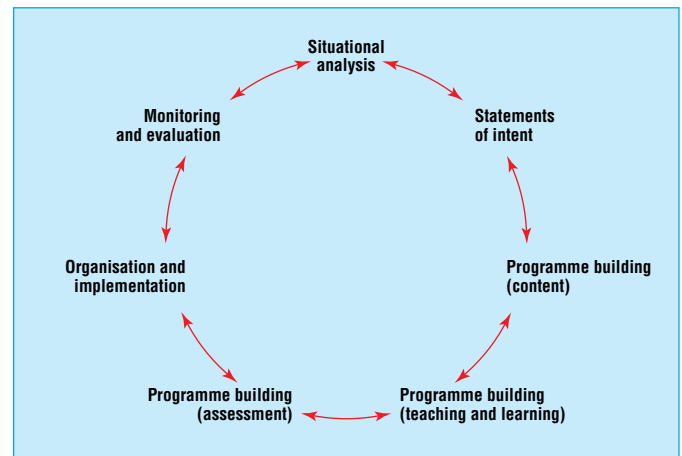 Situational
analysis
Statements
of intent
Programme building
(content)
Programme building
(teaching and learning)
Programme building
(assessment)
Organisation and
implementation
Monitoring
and evaluation